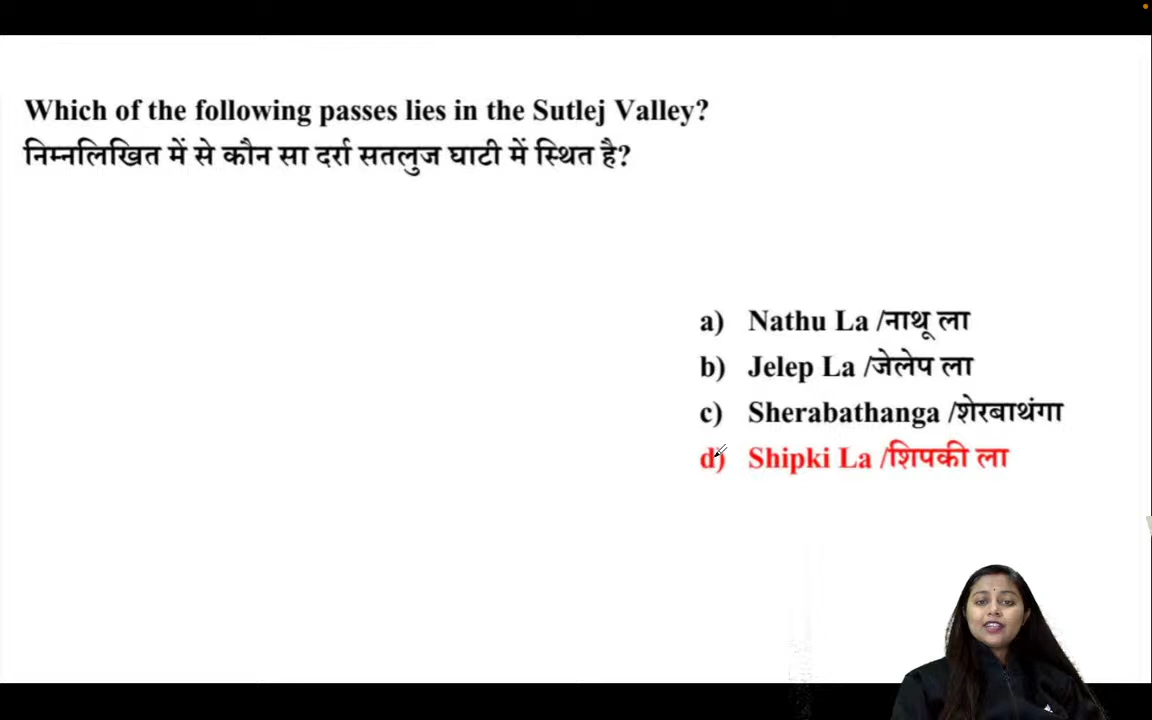 Which of the following passes lies in the Sutlej Valley?
निम्नलिखित में से कौन सा दर्रा सतलुज घाटी में स्थित है?
a) Nathu La /नाथू ला
b) Jelep La /जेलेप ला
c) Sherabathanga /शेरबाथंगा
d) Shipki La /शिपकी ला